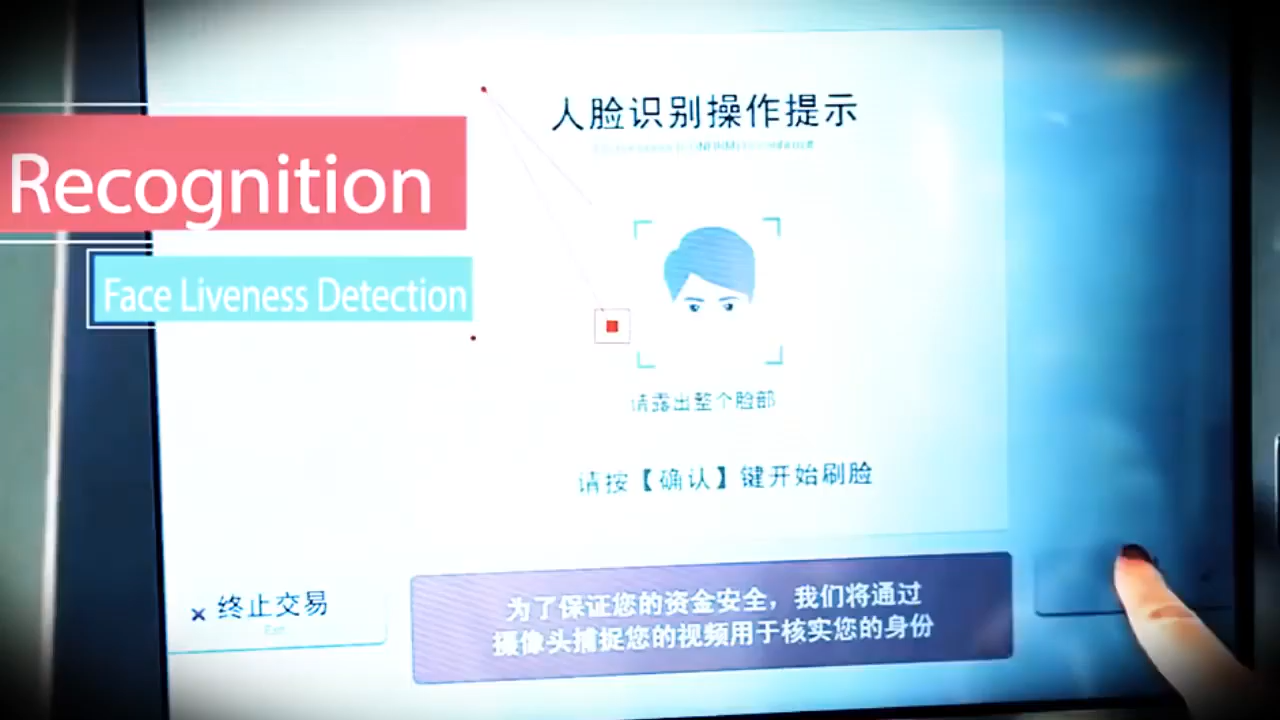 人脸识别操作提示
Recognition
Face Liveness Detection
请露出整个脸部
请按【确认】键开始刷脸
× 终止交易
Exit
为了保证您的资金安全，我们将通过
摄像头捕捉您的视频用于核实您的身份